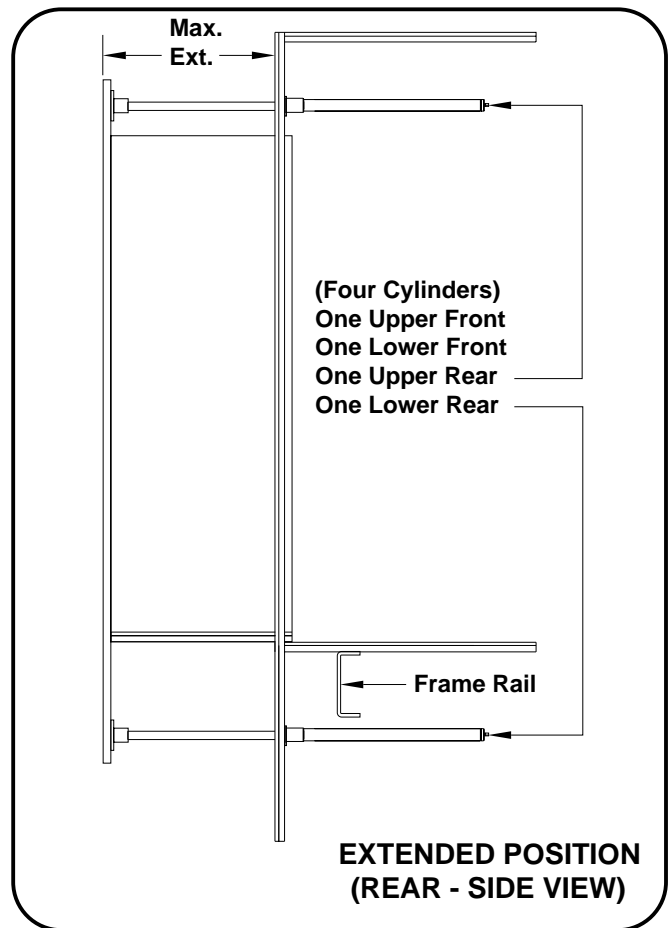 Max.
Ext.
(Four Cylinders)
One Upper Front
One Lower Front
One Upper Rear
One Lower Rear
Frame Rail
EXTENDED POSITION
(REAR - SIDE VIEW)